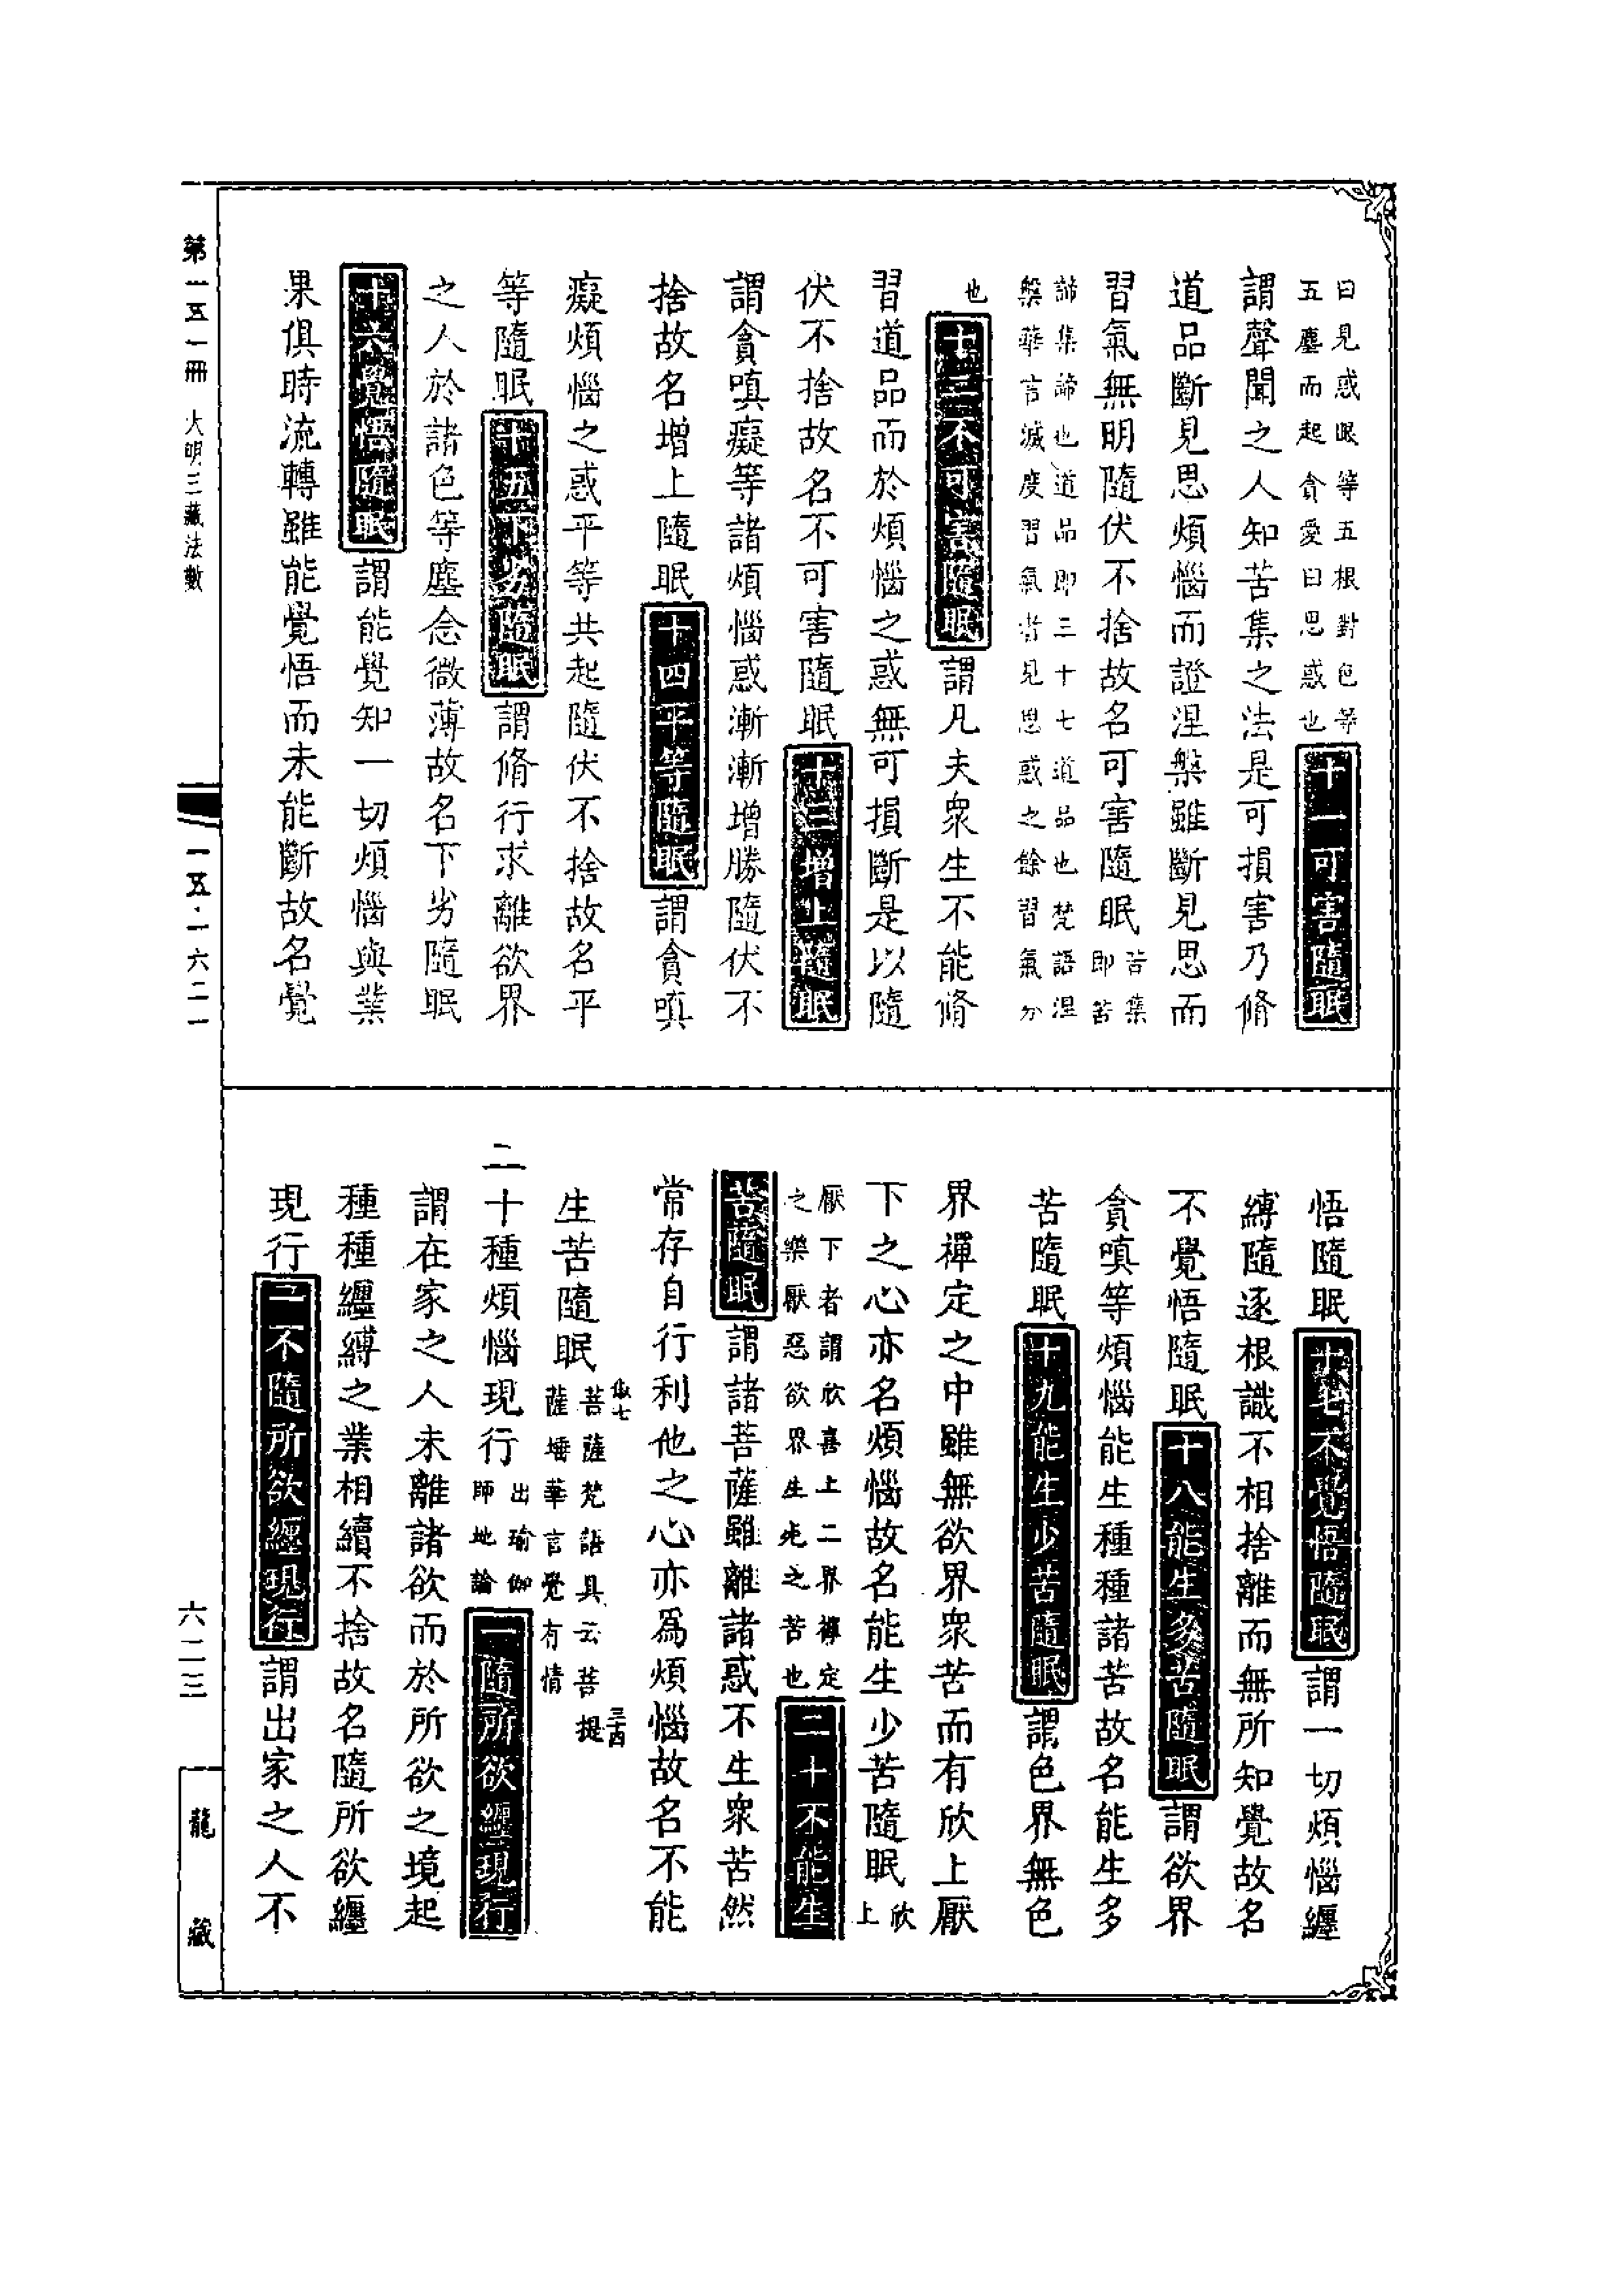 曰見惑眼等五根對色等
五塵而起貪愛曰思惑也
十一可害隨眠
謂聲聞之人知苦集之法是可損害乃脩
道品斷見思煩惱而證涅槃雖斷見思而
習氣無明隨伏不捨故名可害隨眠
苦集
即苦
諦集諦也道品即三十七道品也梵語涅
槃華言滅度習氣者見思惑之餘習氣分
也
十二不可害隨眠
謂凡夫眾生不能脩
習道品而於煩惱之惑無可損斷是以隨
伏不捨故名不可害隨眠
十三增上隨眠
謂貪嗔癡等諸煩惱惑漸漸增勝隨伏不
捨故名增上隨眠
十四平等隨眠
謂貪嗔
癡煩惱之惑平等共起隨伏不捨故名平
等隨眠
十五下劣隨眠
謂脩行求離欲界
之人於諸色等塵念微薄故名下劣隨眠
十六覺悟隨眠
謂能覺知一切煩惱與業
果俱時流轉雖能覺悟而未能斷故名覺
悟隨眠
十七不覺悟隨眠
謂一切煩惱纏
縛隨逐根識不相捨離而無所知覺故名
不覺悟隨眠
十八能生多苦隨眠
謂欲界
貪嗔等煩惱能生種種諸苦故名能生多
苦隨眠
十九能生少苦隨眠
謂色界無色
界禪定之中雖無欲界眾苦而有欣上厭
下之心亦名煩惱故名能生少苦隨眠
欣
上
厭下者謂欣喜上二界禪定
之樂厭惡欲界生死之苦也
二十不能生
苦隨眠
謂諸菩薩雖離諸惑不生眾苦然
常存自行利他之心亦為煩惱故名不能
生苦隨眠
菩薩梵語具云菩提
薩埵華言覺有情
二十種煩惱現行
出瑜伽
師地論
一隨所欲纏現行
謂在家之人未離諸欲而於所欲之境起
種種纏縛之業相續不捨故名隨所欲纏
現行
二不隨所欲纏現行
謂出家之人不
第一五一冊 大明三藏法數
一五一·六二一
六二三
龍藏